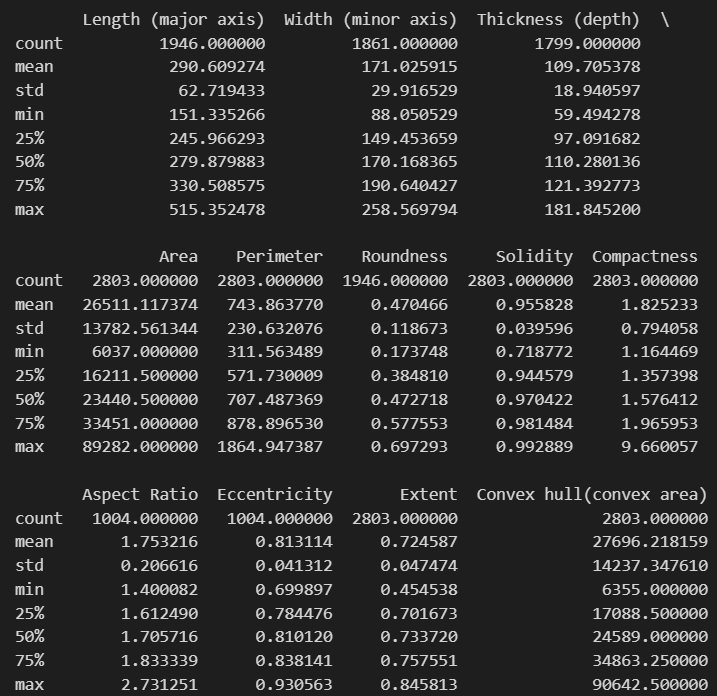 Length (major axis)  Width (minor axis)  Thickness (depth)  \
count          1946.000000         1861.000000        1799.000000
mean            290.609274          171.025915         109.705378
std              62.719433           29.916529          18.940597
min             151.335266           88.050529          59.494278
25%             245.966293          149.453659          97.091682
50%             279.879883          170.168365         110.280136
75%             330.508575          190.640427         121.392773
max             515.352478          258.569794         181.845200
Area    Perimeter    Roundness     Solidity  Compactness
count   2803.000000  2803.000000  1946.000000  2803.000000  2803.000000
mean   26511.117374   743.863770     0.470466     0.955828     1.825233
std    13782.561344   230.632076     0.118673     0.039596     0.794058
min     6037.000000   311.563489     0.173748     0.718772     1.164469
25%    16211.500000   571.730009     0.384810     0.944579     1.357398
50%    23440.500000   707.487369     0.472718     0.970422     1.576412
75%    33451.000000   878.896530     0.577553     0.981484     1.965953
max    89282.000000  1864.947387     0.697293     0.992889     9.660057
Aspect Ratio  Eccentricity       Extent  Convex hull(convex area)
count   1004.000000   1004.000000  2803.000000               2803.000000
mean       1.753216      0.813114     0.724587              27696.218159
std        0.206616      0.041312     0.047474              14237.347610
min        1.400082      0.699897     0.454538               6355.000000
25%        1.612490      0.784476     0.701673              17088.500000
50%        1.705716      0.810120     0.733720              24589.000000
75%        1.833339      0.838141     0.757551              34863.250000
max        2.731251      0.930563     0.845813              90642.500000